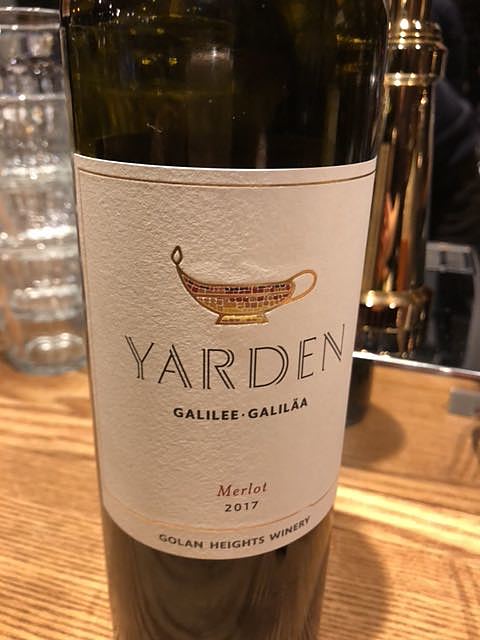 YARDEN
GALILEE·GALILÄA
Merlot
2017
GOLAN HEIGHTS WINERY